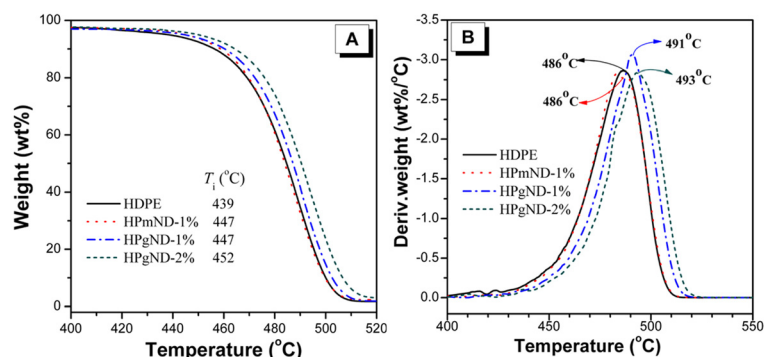 A
Weight (wt%)
100
80
60
40
20
0
Ti (°C)
HDPE 439
HPmND-1% 447
HPgND-1% 447
HPgND-2% 452
400 420 440 460 480 500 520
Temperature (°C)
B
Deriv.weight (wt%/°C)
-3.5
-3.0
-2.5
-2.0
-1.5
-1.0
-0.5
0.0
491°C
486°C
493°C
486°C
HDPE
HPmND-1%
HPgND-1%
HPgND-2%
400 450 500 550
Temperature (°C)